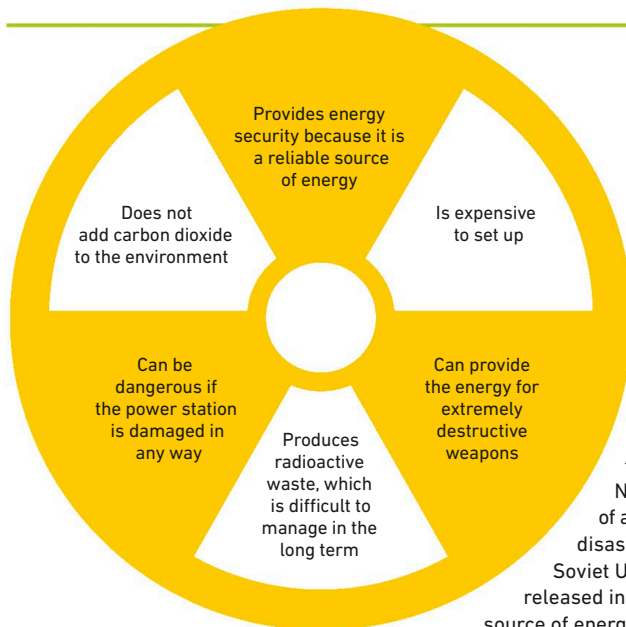 Provides energy
security because it is
a reliable source
of energy
Is expensive
to set up
Can provide
the energy for
extremely
destructive
weapons
Produces
radioactive
waste, which
is difficult to
manage in the
long term
Can be
dangerous if
the power station
is damaged in
any way
Does not
add carbon dioxide
to the environment
N
of a
disas
Soviet U
released in
source of energ